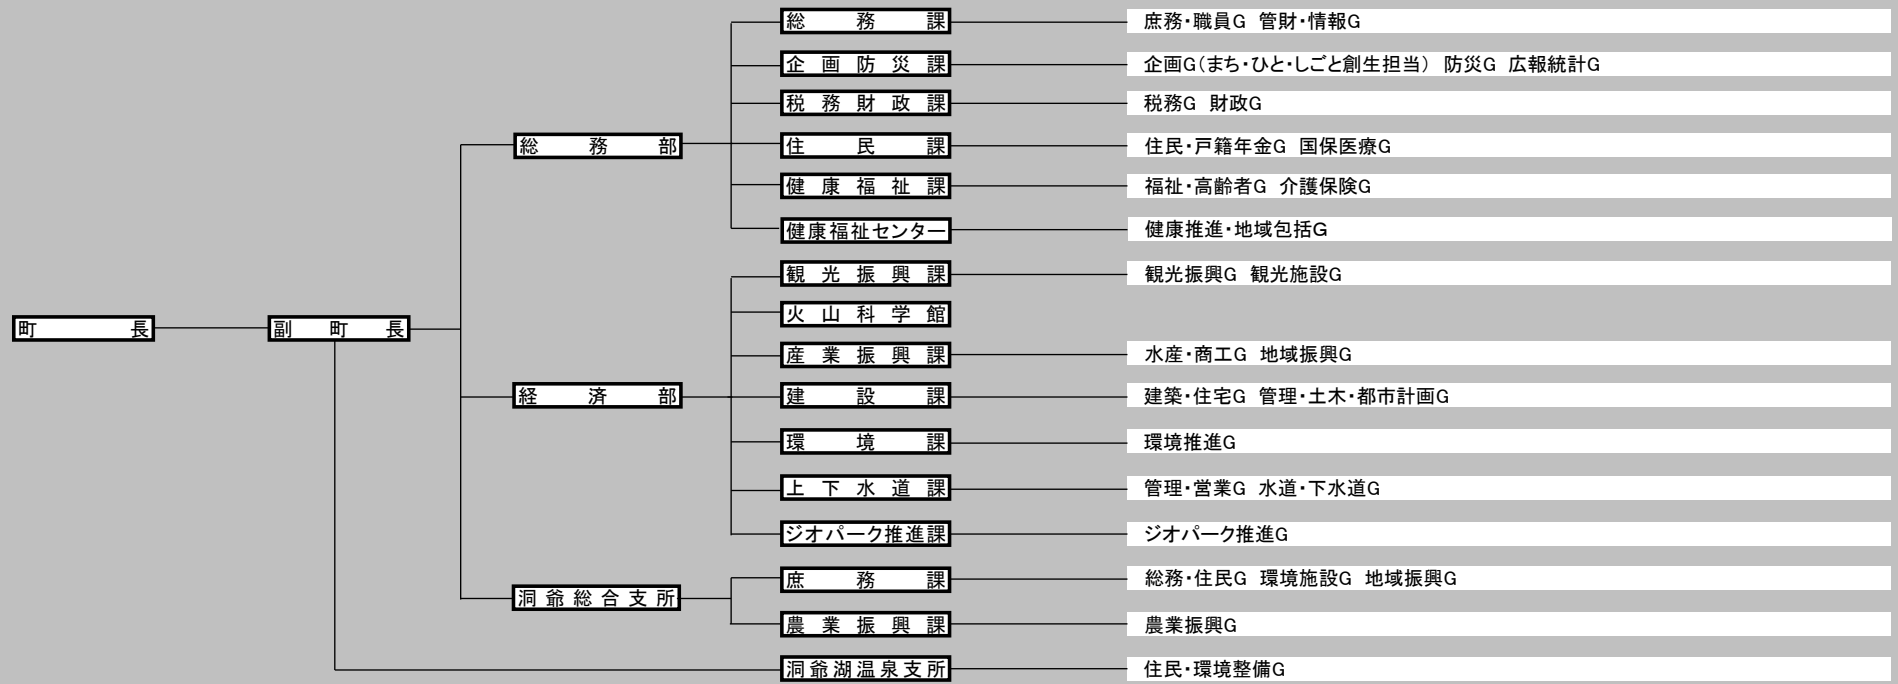 総務課 庶務・職員G 管財・情報G
企画防災課 企画G(まち・ひと・しごと創生担当) 防災G 広報統計G
税務財政課 税務G 財政G
総務部 住民課 住民・戸籍年金G 国保医療G
健康福祉課 福祉・高齢者G 介護保険G
健康福祉センター 健康推進・地域包括G
観光振興課 観光振興G 観光施設G
町長 副町長 火山科学館
産業振興課 水産・商工G 地域振興G
経済部 建設課 建築・住宅G 管理・土木・都市計画G
環境課 環境推進G
上下水道課 管理・営業G 水道・下水道G
ジオパーク推進課 ジオパーク推進G
庶務課 総務・住民G 環境施設G 地域振興G
洞爺総合支所
農業振興課 農業振興G
洞爺湖温泉支所 住民・環境整備G